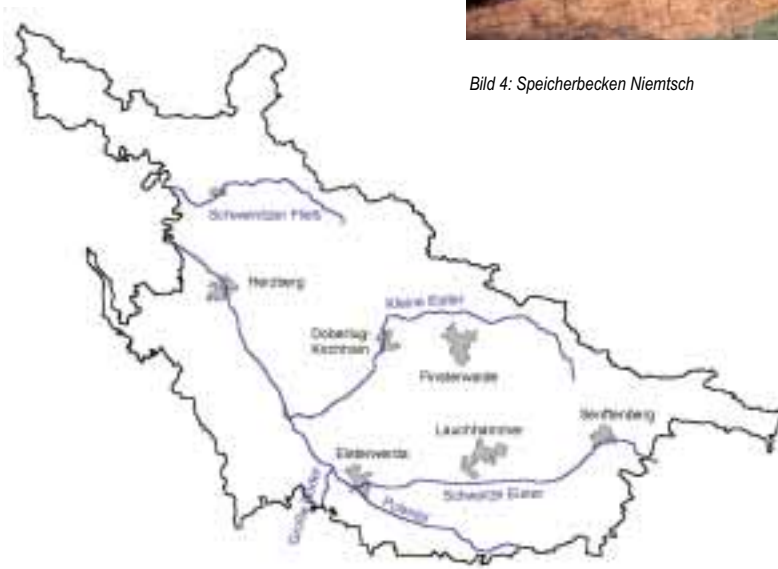 Bild 4: Speicherbecken Niemtsch
Schweinitzer Fließ
Herzberg
Kleine Elster
Doberlug-
Kirchhain
Finsterwalde
Senftenberg
Lauchhammer
Elsterwerda
Schwarze Elster
Pulsnitz
Große Röder